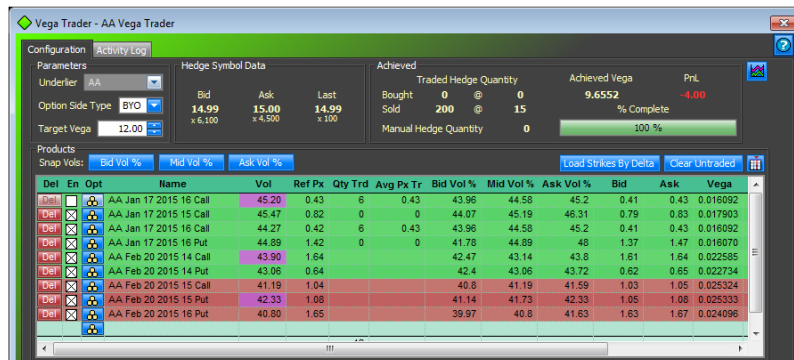 Vega Trader - AA Vega Trader
Configuration Activity Log
Parameters Hedge Symbol Data Achieved
Underlier AA Traded Hedge Quantity Achieved Vega PnL
Bid Ask Last Bought 0 @ 0 9.6552 -4.00
Option Side Type BYO 14.99 15.00 14.99 Sold 200 @ 15 % Complete
x 6,100 x 4,500 x 100
Target Vega 12.00 Manual Hedge Quantity 0 100 %
Products
Snap Vols: Bid Vol % Mid Vol % Ask Vol % Load Strikes By Delta Clear Untraded
Del En Opt Name Vol Ref Px Qty Trd Avg Px Tr Bid Vol % Mid Vol % Ask Vol % Bid Ask Vega
Del AA Jan 17 2015 16 Call 45.20 0.43 6 0.43 43.96 44.58 45.2 0.41 0.43 0.016092
Del AA Jan 17 2015 15 Call 45.47 0.82 0 0 44.07 45.19 46.31 0.79 0.83 0.017903
Del AA Jan 17 2015 16 Call 44.27 0.42 6 0.43 43.96 44.58 45.2 0.41 0.43 0.016092
Del AA Jan 17 2015 16 Put 44.89 1.42 0 0 41.78 44.89 48 1.37 1.47 0.016070
Del AA Feb 20 2015 14 Call 43.90 1.64 42.47 43.14 43.8 1.61 1.64 0.022585
Del AA Feb 20 2015 14 Put 43.06 0.64 42.4 43.06 43.72 0.62 0.65 0.022734
Del AA Feb 20 2015 15 Call 41.19 1.04 40.8 41.19 41.59 1.03 1.05 0.025324
Del AA Feb 20 2015 15 Put 42.33 1.08 41.14 41.73 42.33 1.05 1.08 0.025333
Del AA Feb 20 2015 16 Put 40.80 1.65 39.97 40.8 41.63 1.63 1.67 0.024096